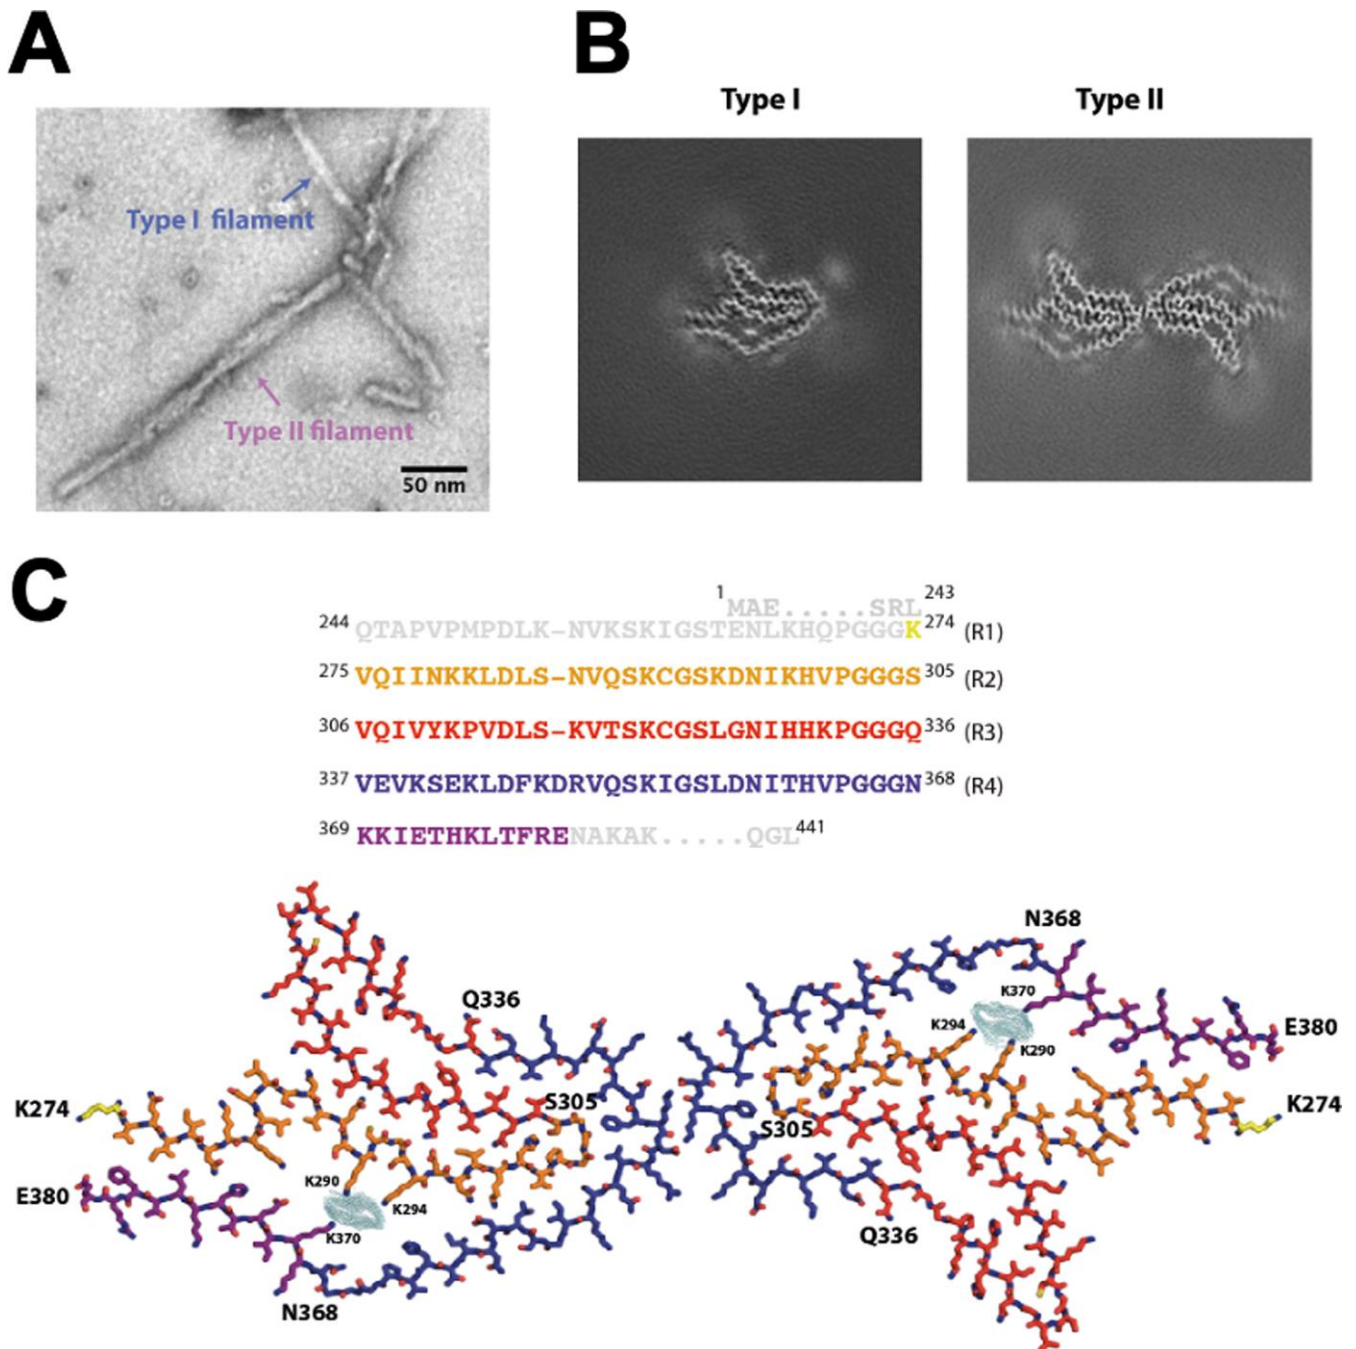 A
B
Type I
Type II
Type I filament
Type II filament
50 nm
C
1 MAE.....SRL 243
244 QTAPVPMPDLK-NVKSKIGSTENLKHQPGGGK 274 (R1)
275 VQIINKKLDLS-NVQSKCGSKDNIKHVPGGGS 305 (R2)
306 VQIVYKPVDLS-KVTSKCGSLGNIHHKPGGGQ 336 (R3)
337 VEVKSEKLDFKDRVQSKIGSLDNITHVPGGGN 368 (R4)
369 KKIETHKLTFRENAKAK.....QGL 441
N368
Q336
K370
K294
E380
K290
S305
K274
K274
S305
K290
E380
K294
K370
Q336
N368